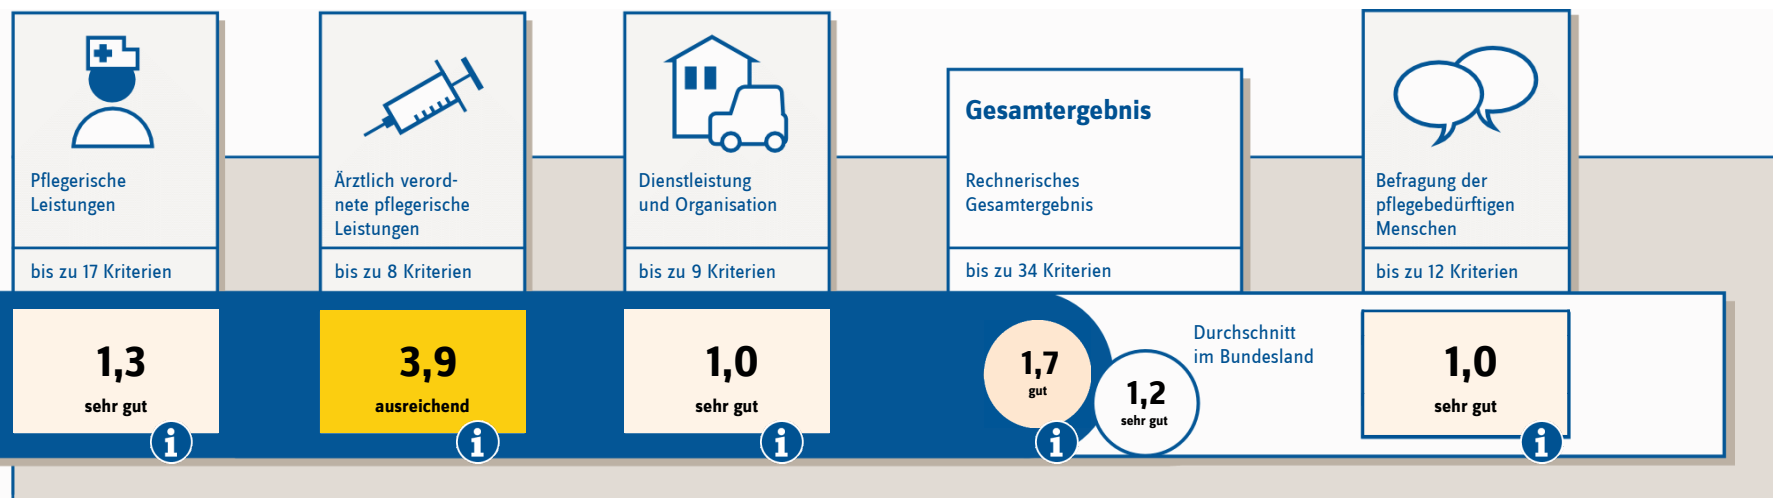 Pflegerische
Leistungen
bis zu 17 Kriterien
1,3
sehr gut
i
Ärztlich verord-
nete pflegerische
Leistungen
bis zu 8 Kriterien
3,9
ausreichend
i
Dienstleistung
und Organisation
bis zu 9 Kriterien
1,0
sehr gut
i
Gesamtergebnis
Rechnerisches
Gesamtergebnis
bis zu 34 Kriterien
1,7
gut
i
1,2
sehr gut
Durchschnitt
im Bundesland
Befragung der
pflegebedürftigen
Menschen
bis zu 12 Kriterien
1,0
sehr gut
i